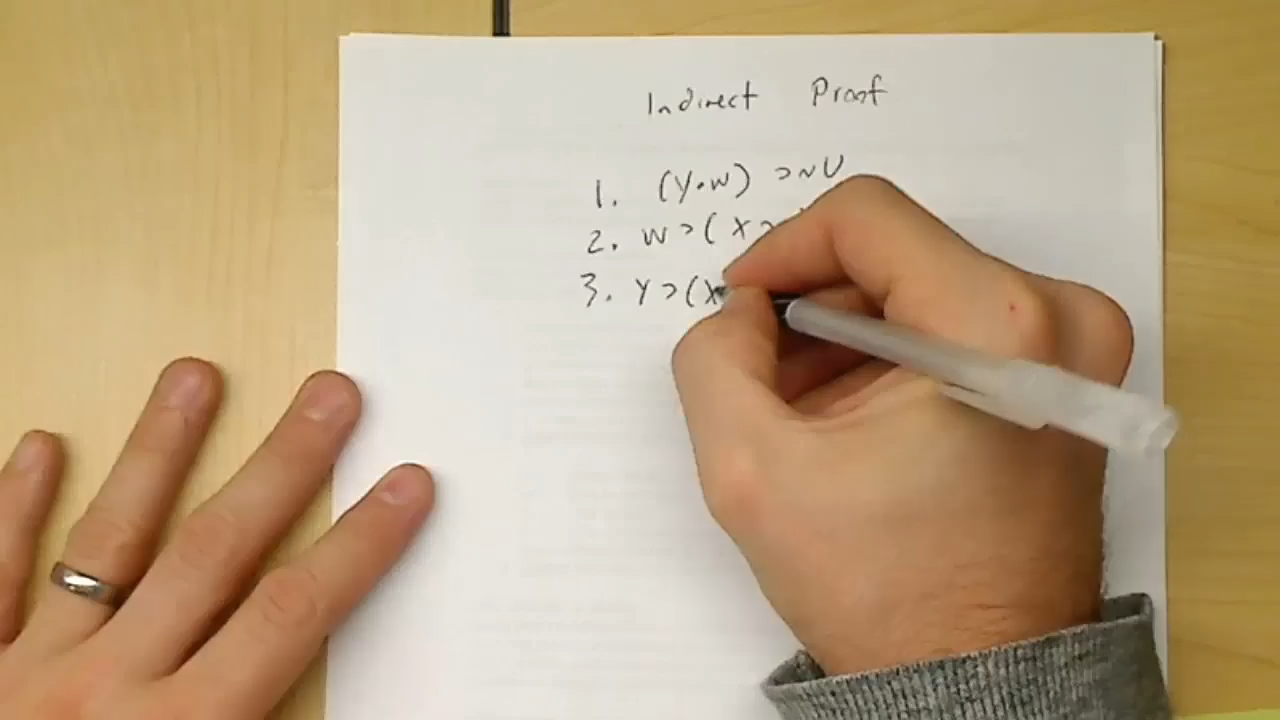 Indirect Proof
1. (Y•W) ⊃ ~U
2. W ⊃ ( X ⊃
3. Y ⊃ (X